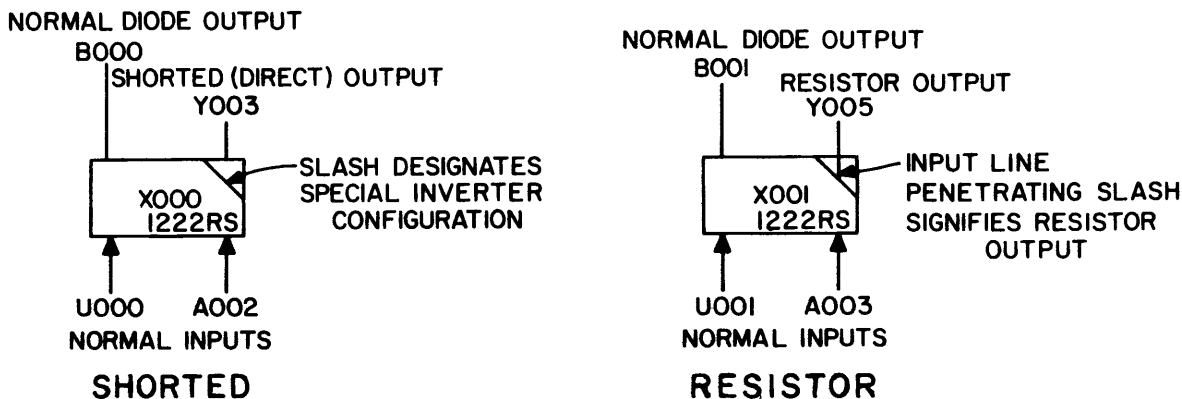 NORMAL DIODE OUTPUT
B000
SHORTED (DIRECT) OUTPUT
Y003
SLASH DESIGNATES
SPECIAL INVERTER
CONFIGURATION
X000
1222RS
U000 A002
NORMAL INPUTS
SHORTED
NORMAL DIODE OUTPUT
B001
RESISTOR OUTPUT
Y005
INPUT LINE
PENETRATING SLASH
SIGNIFIES RESISTOR
OUTPUT
X001
1222RS
U001 A003
NORMAL INPUTS
RESISTOR